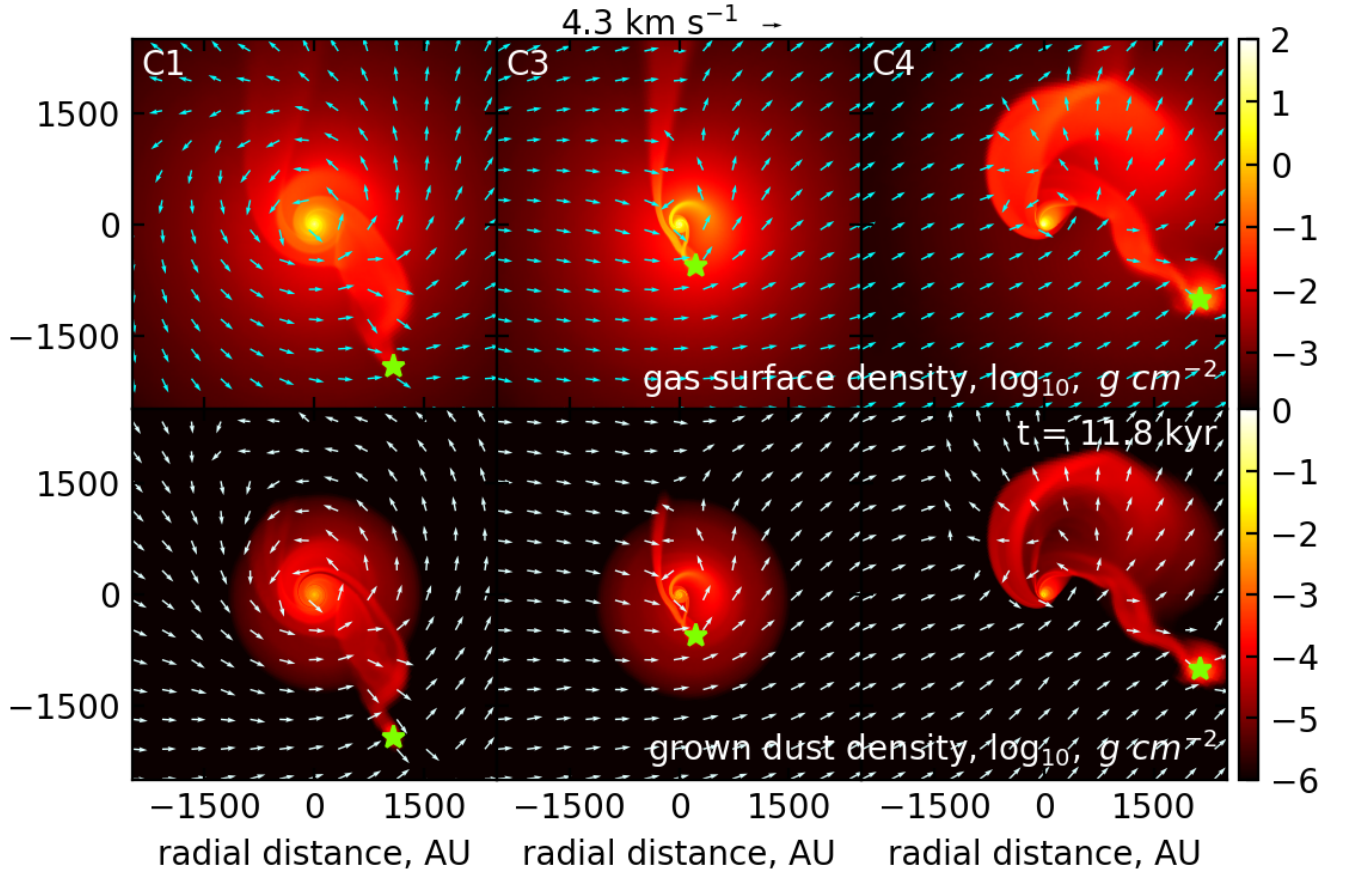 4.3 km s⁻¹ →
C1 C3 C4
2
1
0
−1
−2
−3
1500
0
−1500
gas surface density, log₁₀, g cm⁻²
t = 11.8 kyr
0
−1
−2
−3
−4
−5
−6
1500
0
−1500
grown dust density, log₁₀, g cm⁻²
−1500 0 1500 −1500 0 1500 −1500 0 1500
radial distance, AU radial distance, AU radial distance, AU